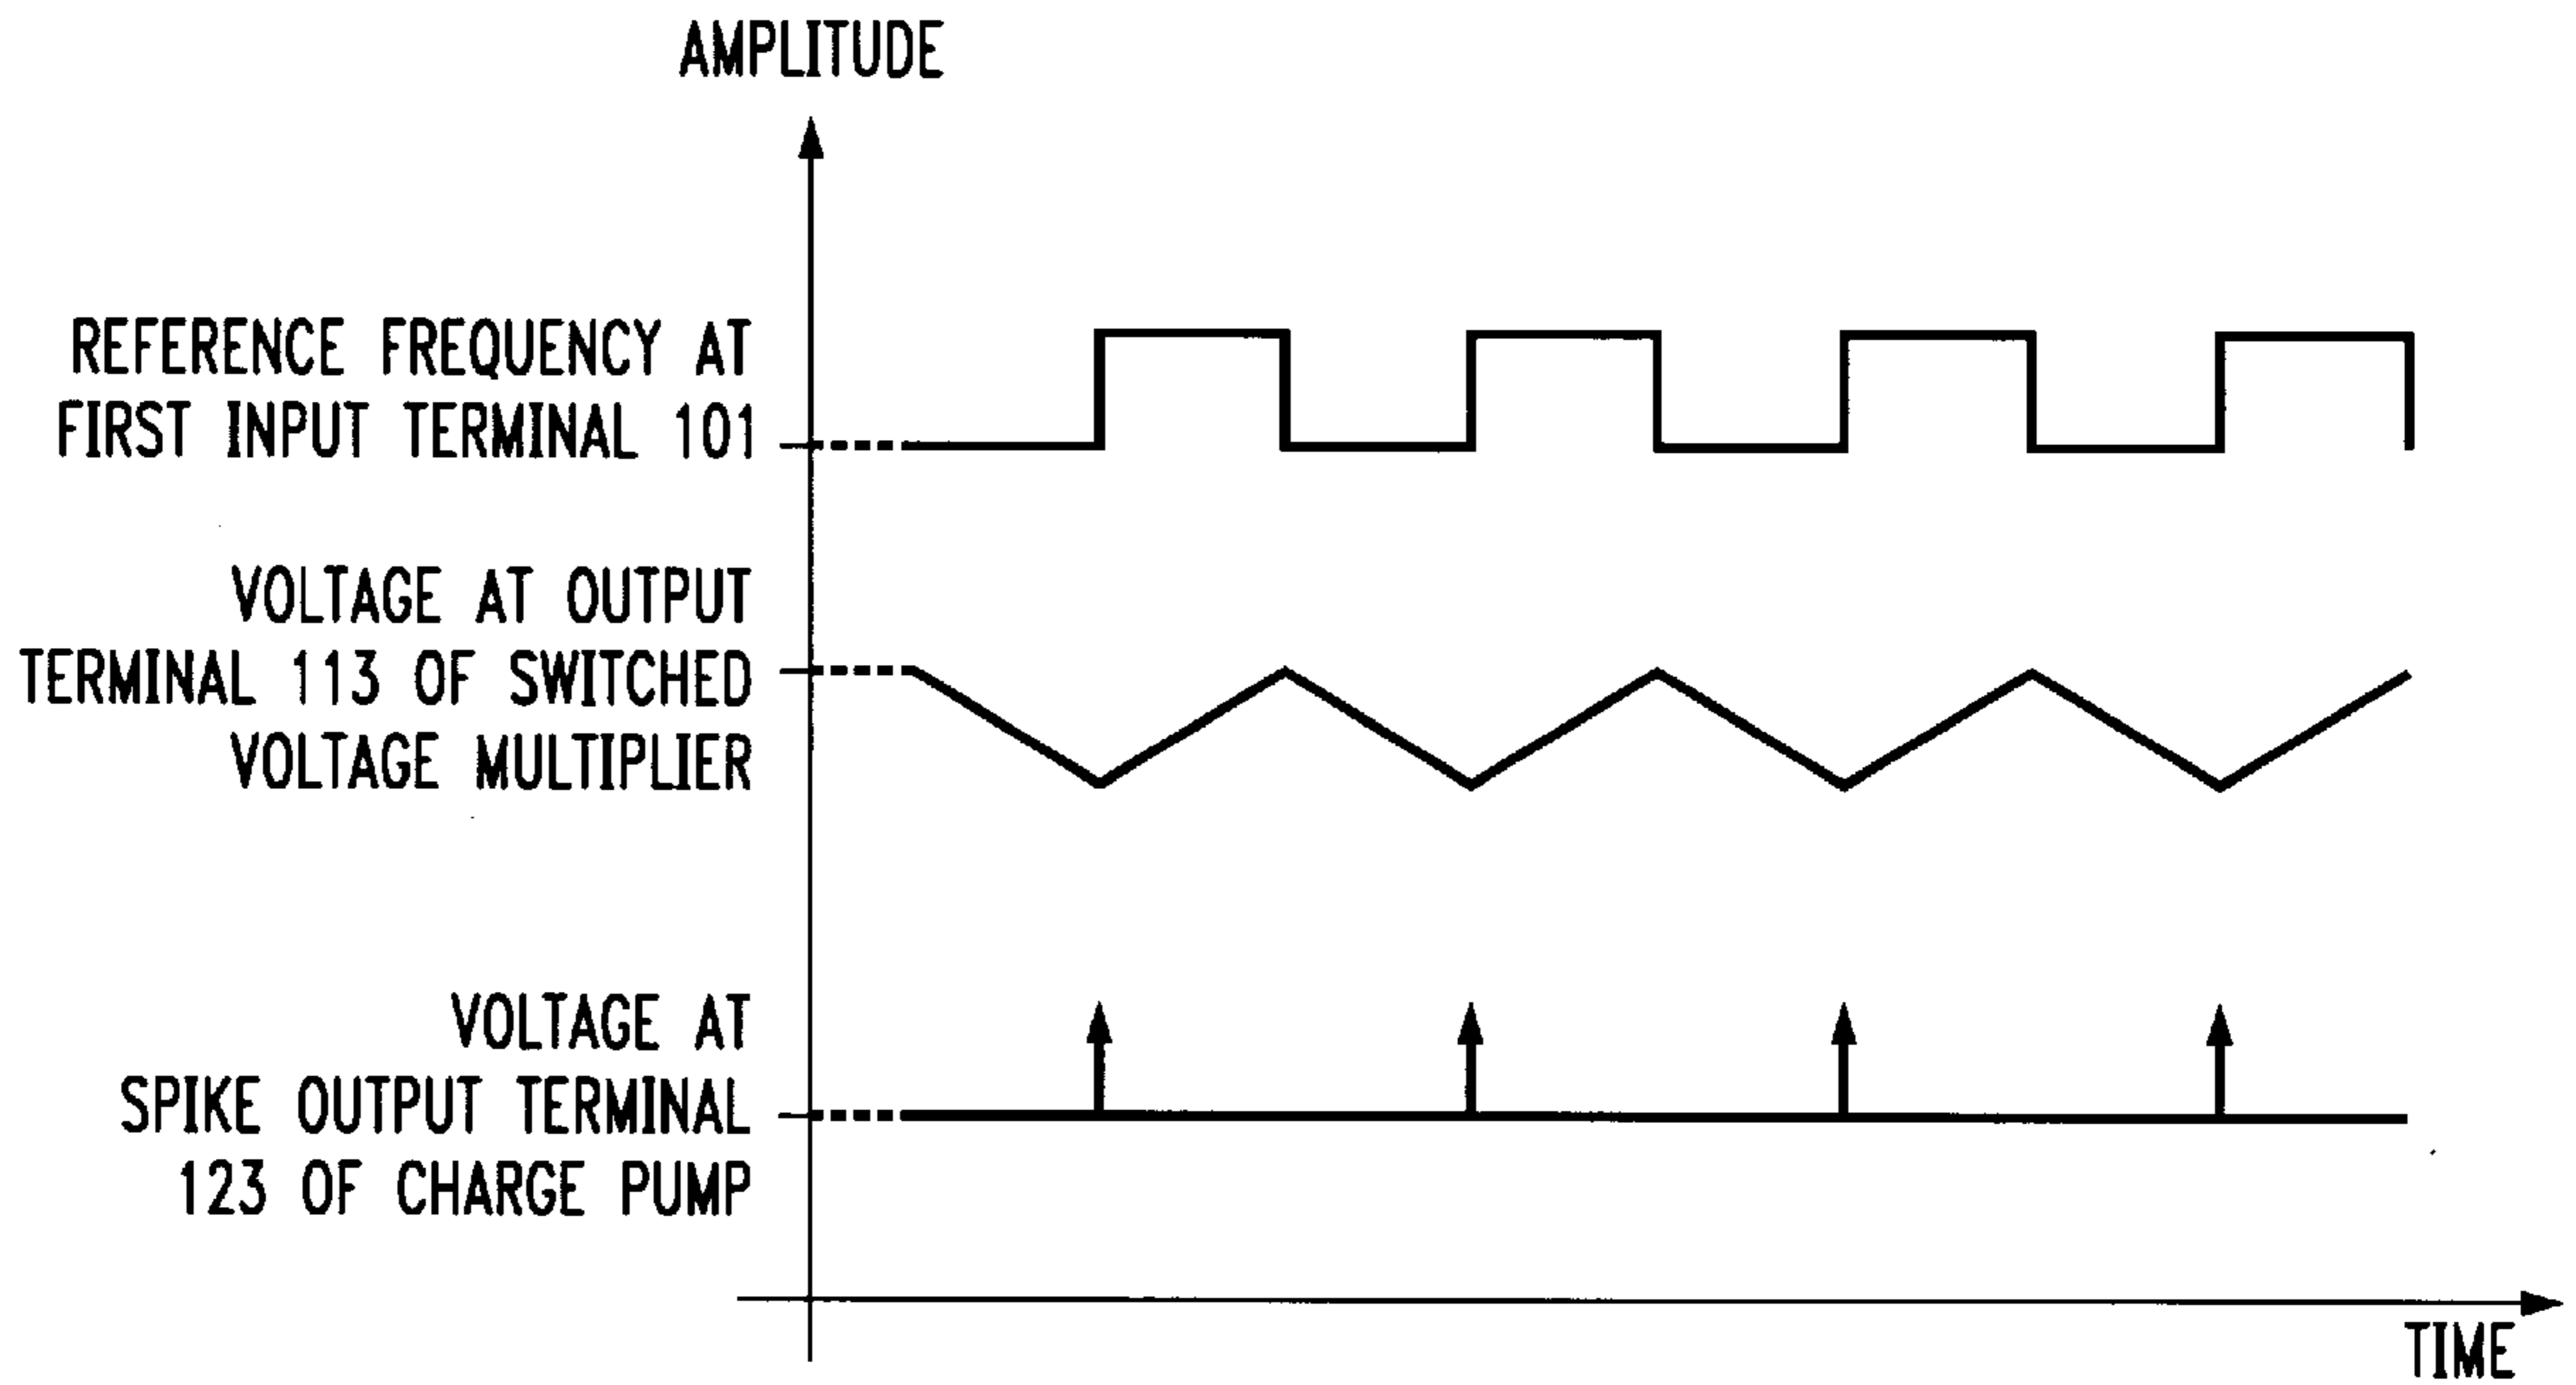 AMPLITUDE
REFERENCE FREQUENCY AT
FIRST INPUT TERMINAL 101
VOLTAGE AT OUTPUT
TERMINAL 113 OF SWITCHED
VOLTAGE MULTIPLIER
VOLTAGE AT
SPIKE OUTPUT TERMINAL
123 OF CHARGE PUMP
TIME